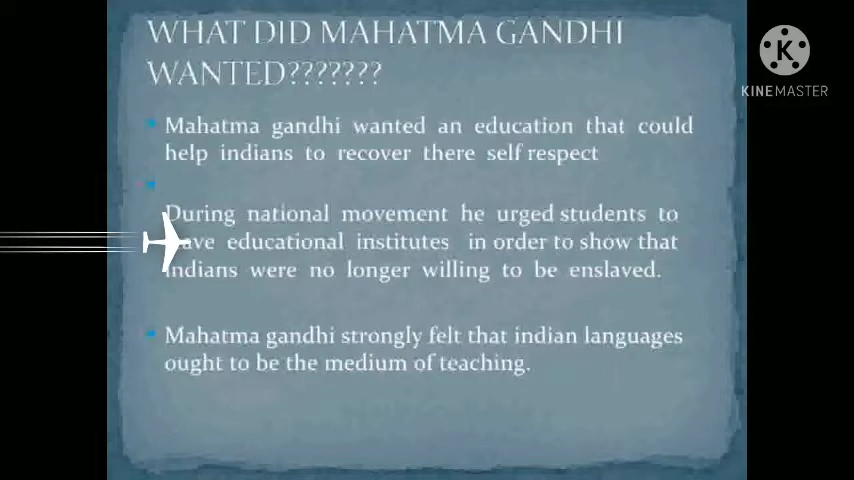 WHAT DID MAHATMA GANDHI
WANTED???????
KINEMASTER
Mahatma gandhi wanted an education that could
help indians to recover there self respect
During national movement he urged students to
educational institutes in order to show that
indians were no longer willing to be enslaved.
Mahatma gandhi strongly felt that indian languages
ought to be the medium of teaching.